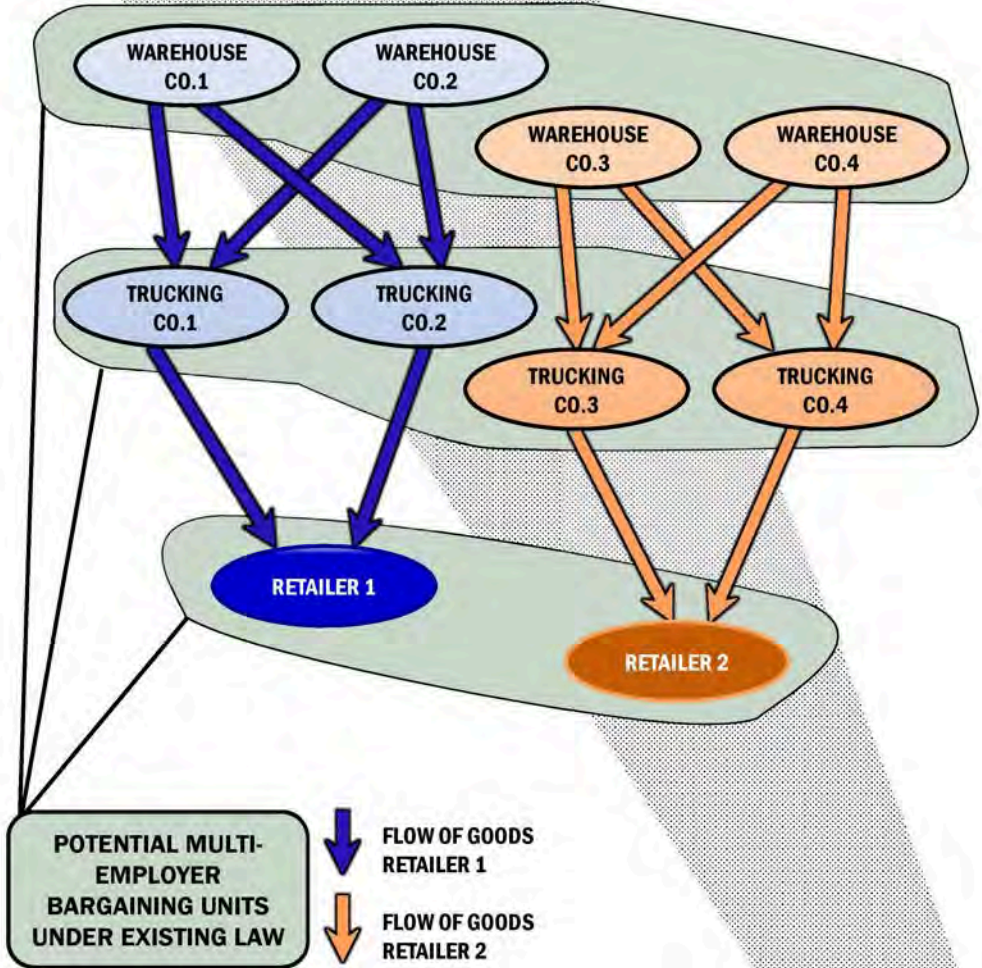 WAREHOUSE
CO.1
WAREHOUSE
CO.2
WAREHOUSE
CO.3
WAREHOUSE
CO.4
TRUCKING
CO.1
TRUCKING
CO.2
TRUCKING
CO.3
TRUCKING
CO.4
RETAILER 1
RETAILER 2
POTENTIAL MULTI-
EMPLOYER
BARGAINING UNITS
UNDER EXISTING LAW
FLOW OF GOODS
RETAILER 1
FLOW OF GOODS
RETAILER 2